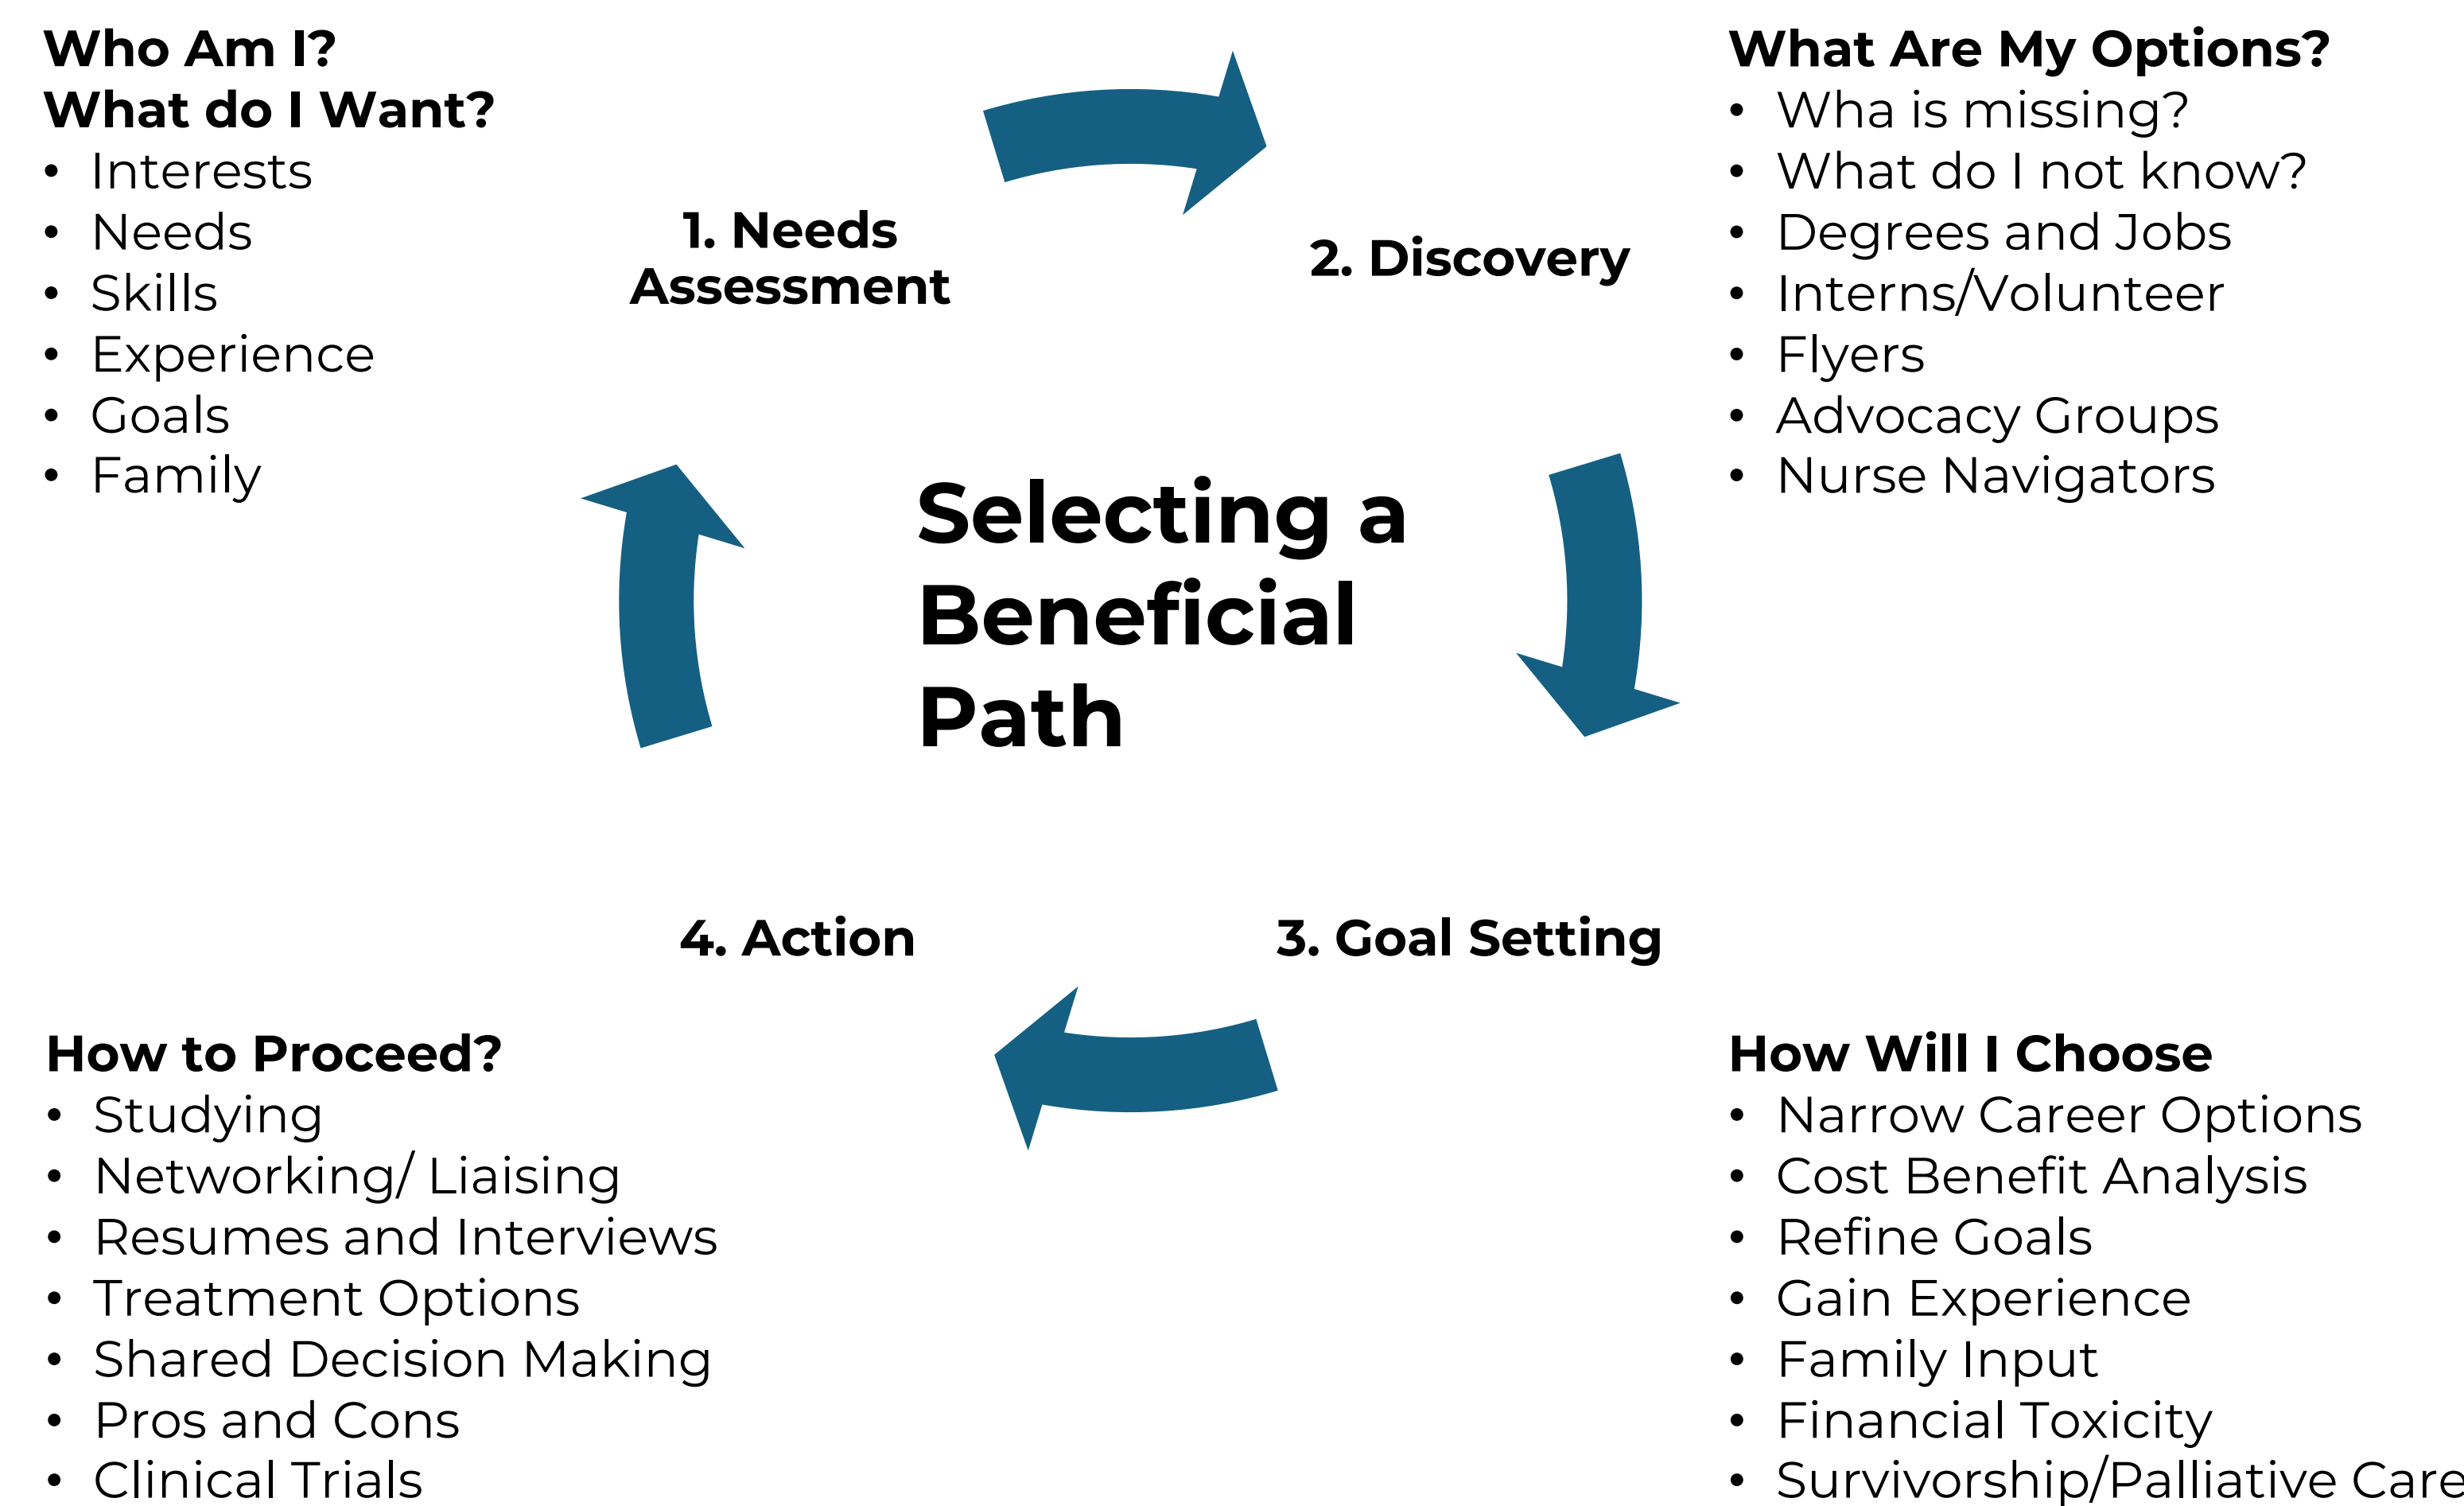 Who Am I?
What do I Want?
• Interests
• Needs
• Skills
• Experience
• Goals
• Family
1. Needs
Assessment
2. Discovery
What Are My Options?
• Wha is missing?
• What do I not know?
• Degrees and Jobs
• Interns/Volunteer
• Flyers
• Advocacy Groups
• Nurse Navigators
Selecting a
Beneficial
Path
4. Action
3. Goal Setting
How to Proceed?
• Studying
• Networking/ Liaising
• Resumes and Interviews
• Treatment Options
• Shared Decision Making
• Pros and Cons
• Clinical Trials
How Will I Choose
• Narrow Career Options
• Cost Benefit Analysis
• Refine Goals
• Gain Experience
• Family Input
• Financial Toxicity
• Survivorship/Palliative Care